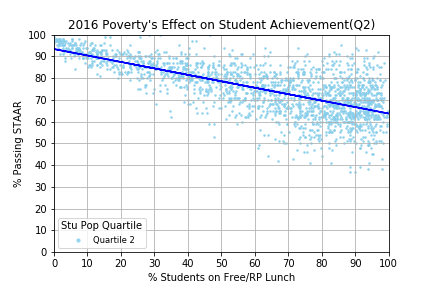 2016 Poverty's Effect on Student Achievement(Q2)
100
90
80
70
60
50
40
30
20
10
0
% Passing STAAR
Stu Pop Quartile
Quartile 2
0 10 20 30 40 50 60 70 80 90 100
% Students on Free/RP Lunch